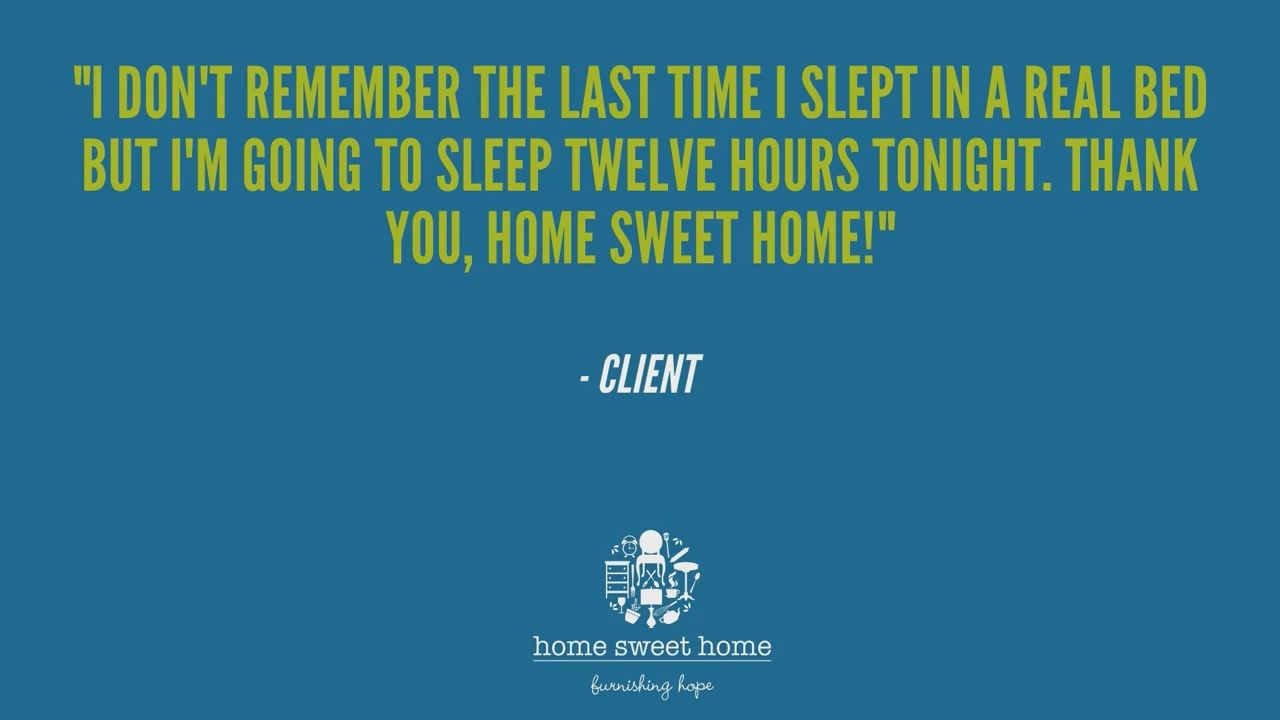 "I DON'T REMEMBER THE LAST TIME I SLEPT IN A REAL BED
BUT I'M GOING TO SLEEP TWELVE HOURS TONIGHT. THANK
YOU, HOME SWEET HOME!"
- CLIENT
home sweet home
furnishing hope